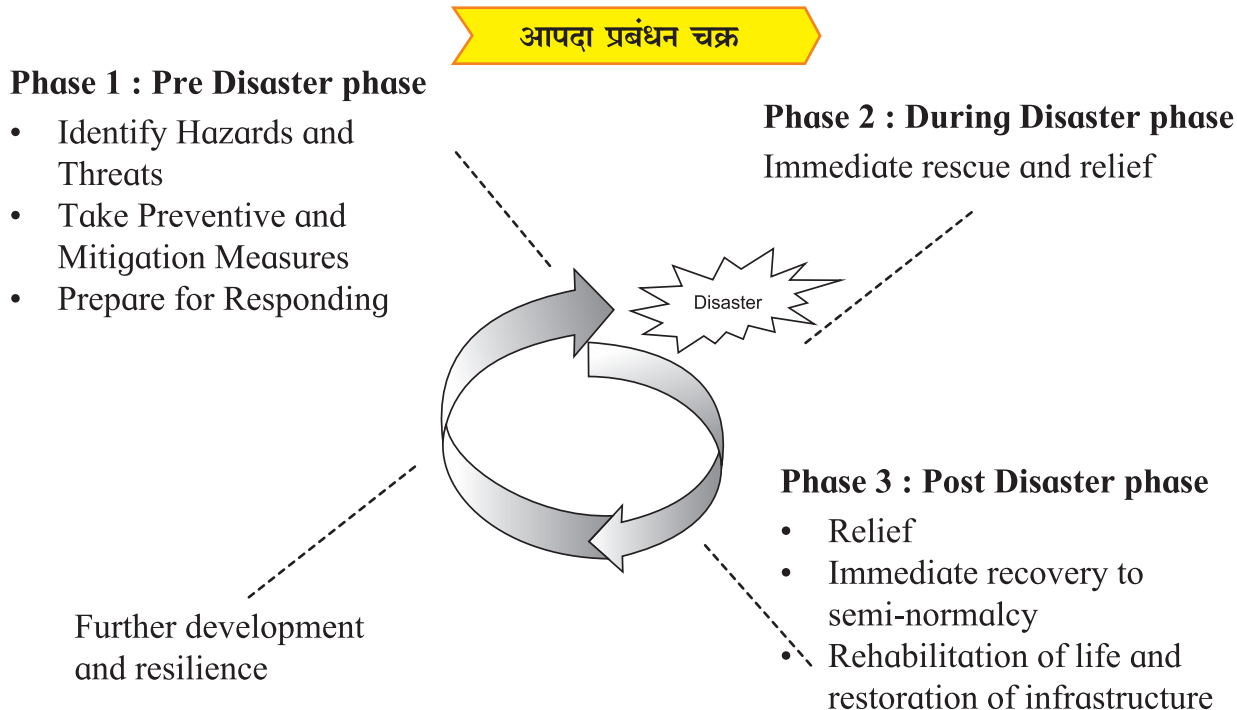 आपदा प्रबंधन चक्र
Phase 1 : Pre Disaster phase
• Identify Hazards and
Threats
• Take Preventive and
Mitigation Measures
• Prepare for Responding
Phase 2 : During Disaster phase
Immediate rescue and relief
Disaster
Phase 3 : Post Disaster phase
• Relief
• Immediate recovery to
semi-normalcy
• Rehabilitation of life and
restoration of infrastructure
Further development
and resilience